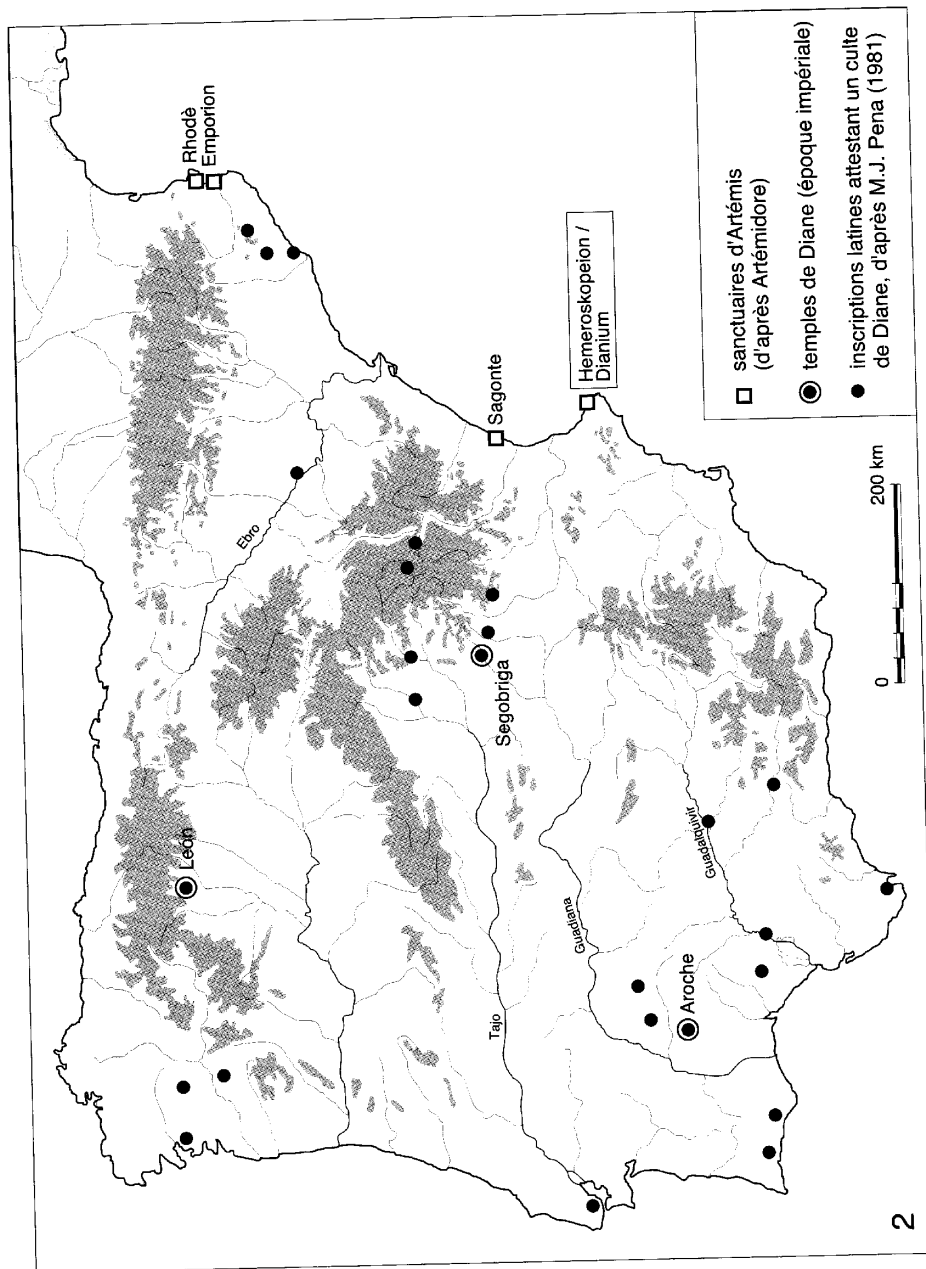 Rhodè
Emporion
León
Ebro
Sagonte
Hemeroskopeion /
Dianium
Segobriga
Tajo
Guadiana
Guadalquivir
Aroche
0 200 km
sanctuaires d'Artémis
(d'après Artémidore)
temples de Diane (époque impériale)
inscriptions latines attestant un culte
de Diane, d'après M.J. Pena (1981)
2